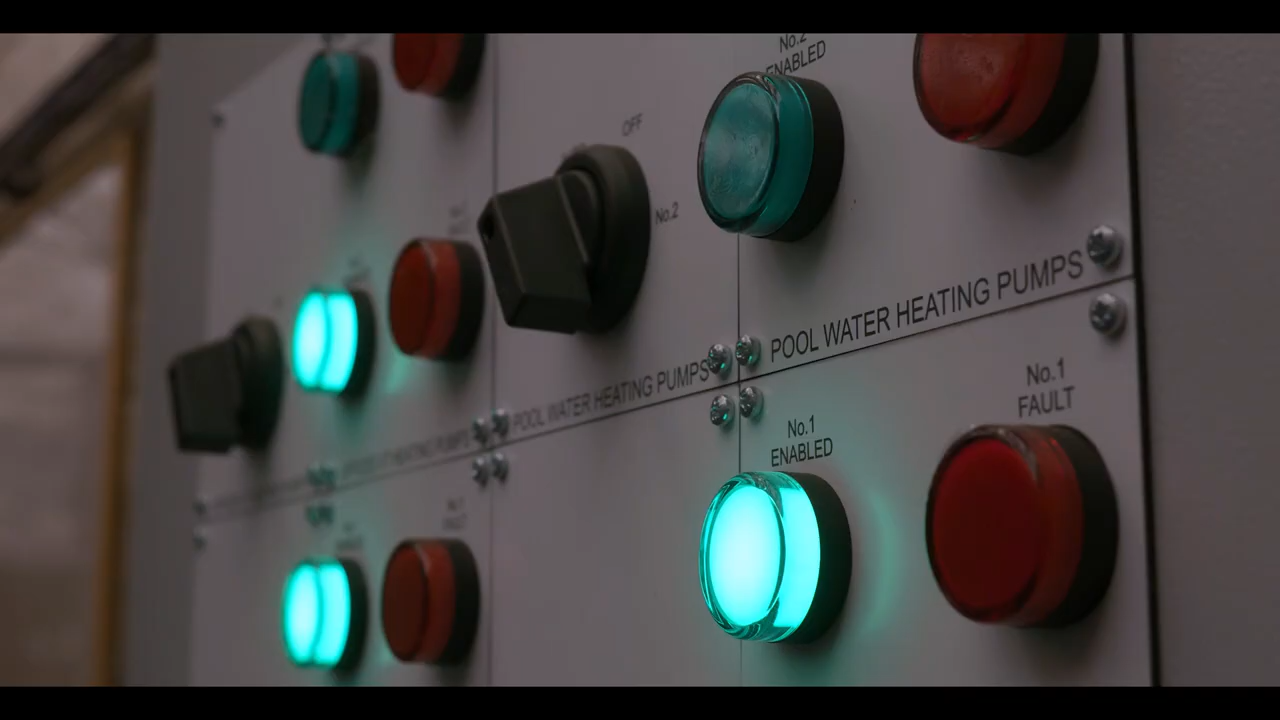 No.2
ENABLED
OFF
No.2
POOL WATER HEATING PUMPS
POOL WATER HEATING PUMPS
No.1
FAULT
No.1
ENABLED